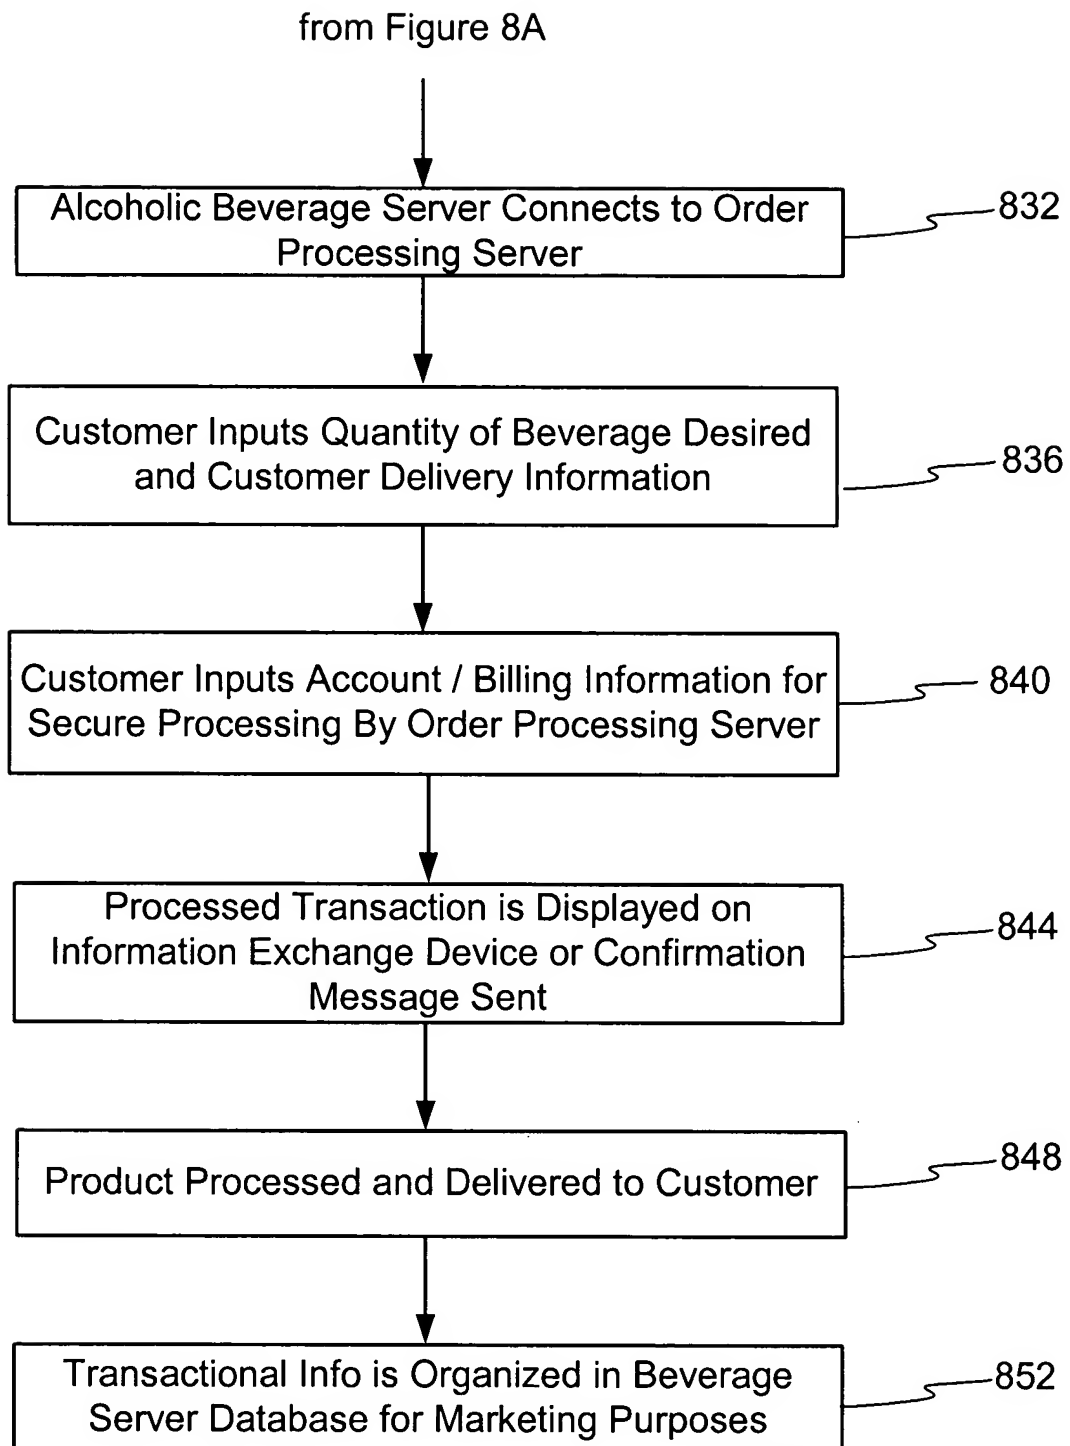 from Figure 8A
Alcoholic Beverage Server Connects to Order
Processing Server
832
Customer Inputs Quantity of Beverage Desired
and Customer Delivery Information
836
Customer Inputs Account / Billing Information for
Secure Processing By Order Processing Server
840
Processed Transaction is Displayed on
Information Exchange Device or Confirmation
Message Sent
844
Product Processed and Delivered to Customer
848
Transactional Info is Organized in Beverage
Server Database for Marketing Purposes
852